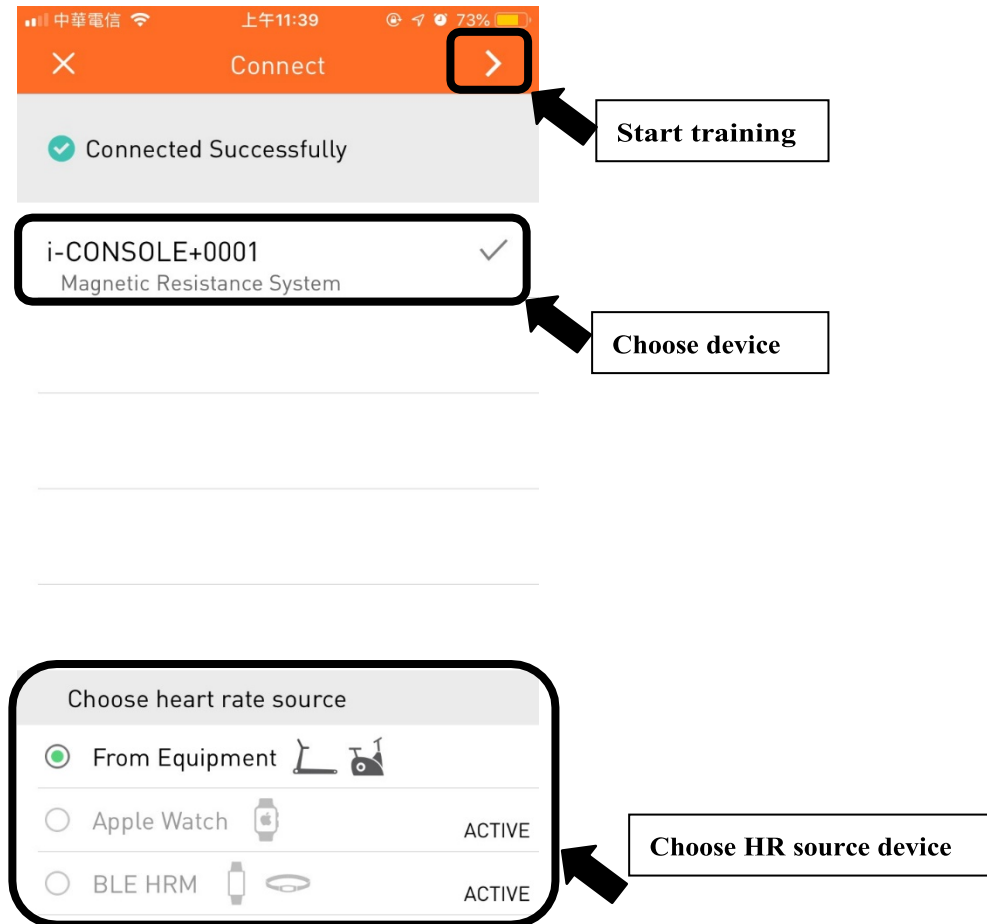 中華電信 上午11:39 73%
Connect
Start training
Connected Successfully
i-CONSOLE+0001
Magnetic Resistance System
Choose device
Choose heart rate source
From Equipment
Apple Watch ACTIVE
BLE HRM ACTIVE
Choose HR source device